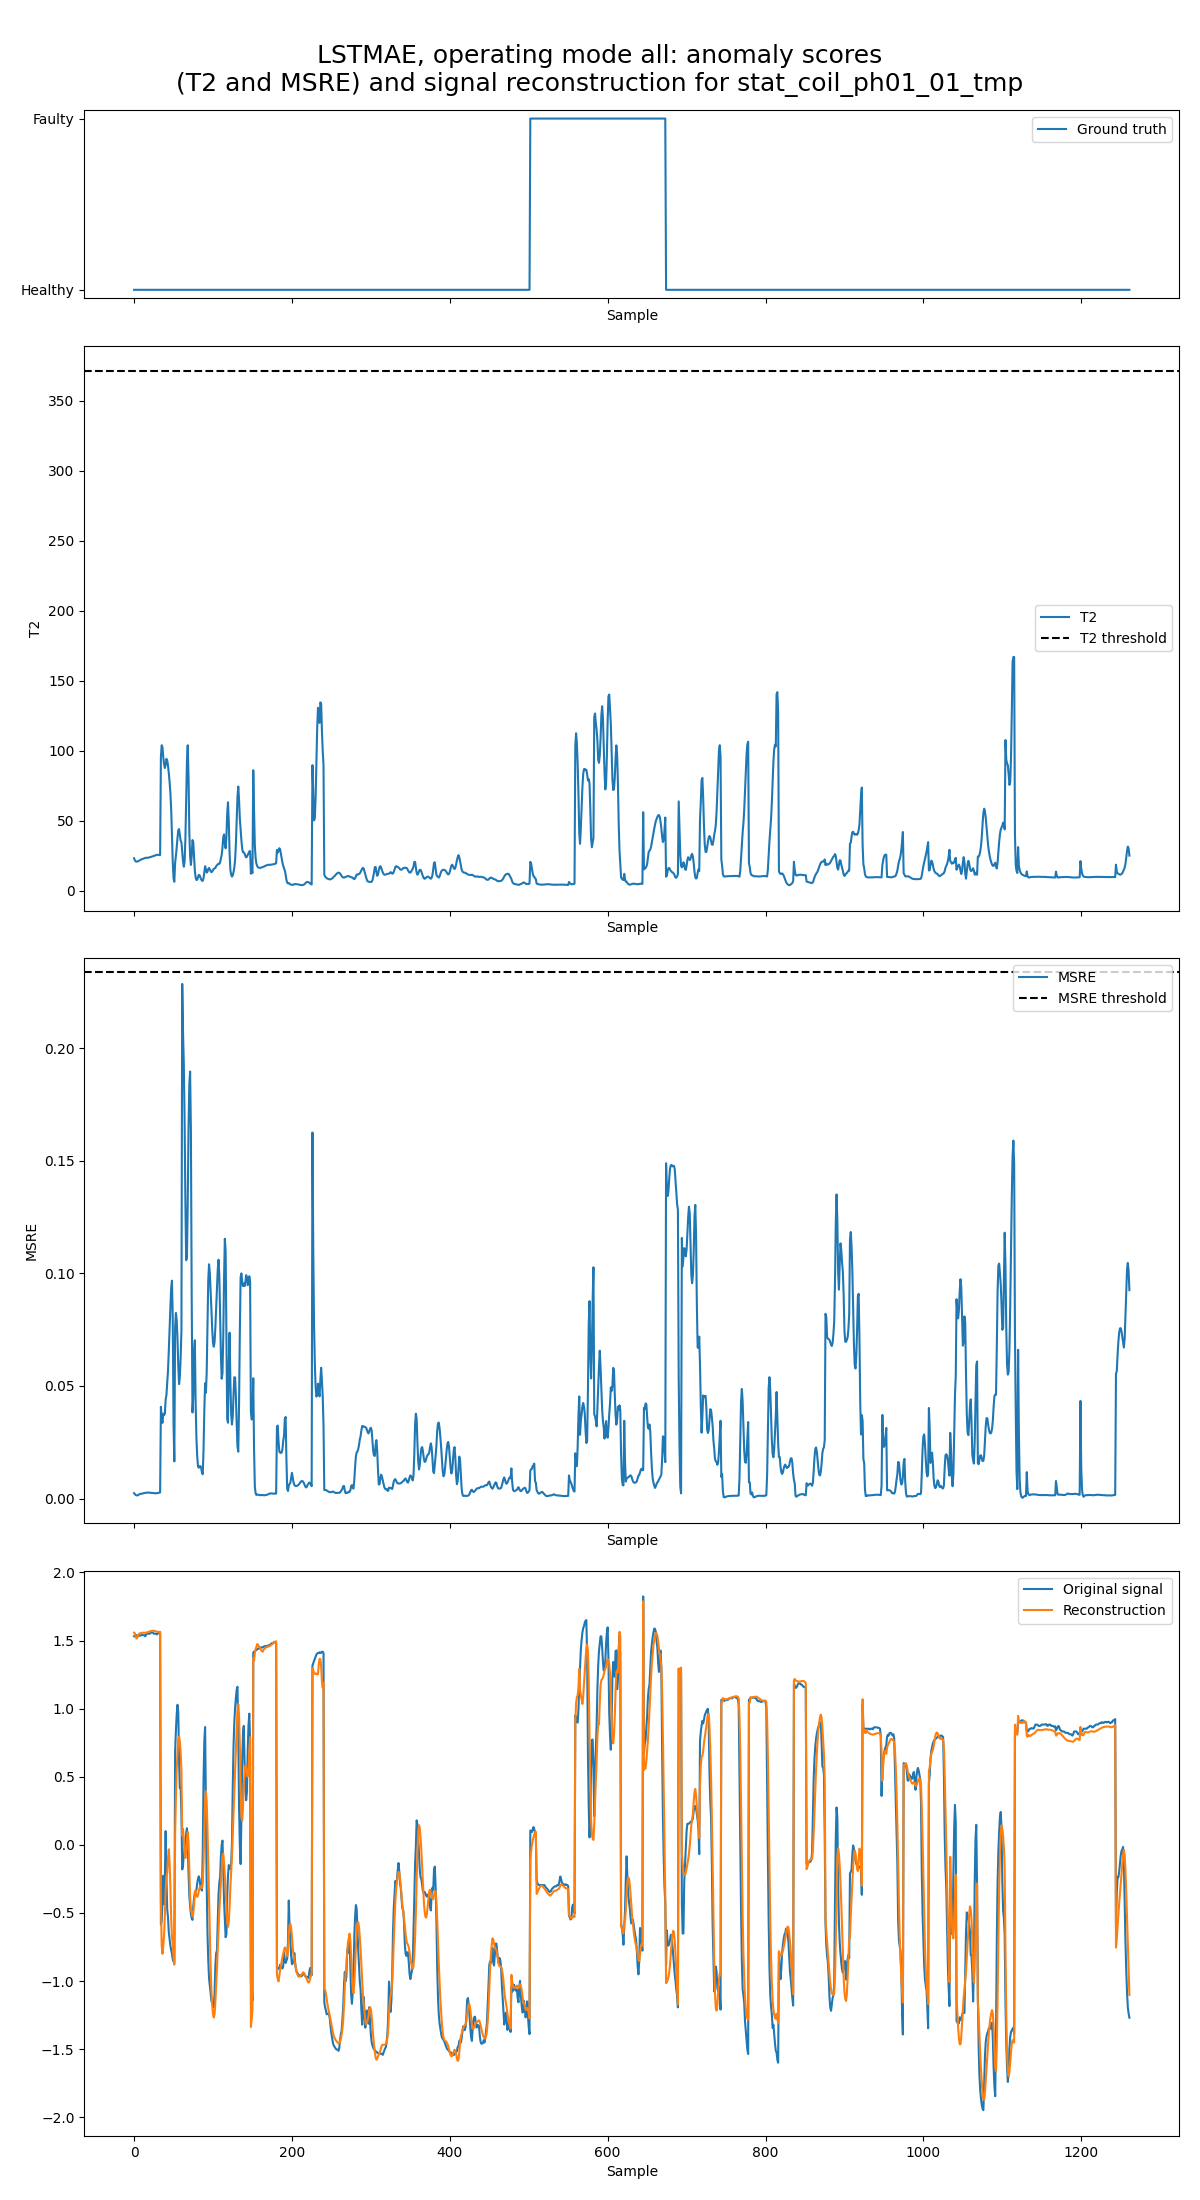 LSTMAE, operating mode all: anomaly scores
(T2 and MSRE) and signal reconstruction for stat_coil_ph01_01_tmp
Faulty
Healthy
Ground truth
Sample
350
300
250
200
150
100
50
0
T2
T2
T2 threshold
Sample
0.20
0.15
0.10
0.05
0.00
MSRE
MSRE
MSRE threshold
Sample
2.0
1.5
1.0
0.5
0.0
−0.5
−1.0
−1.5
−2.0
Original signal
Reconstruction
0 200 400 600 800 1000 1200
Sample